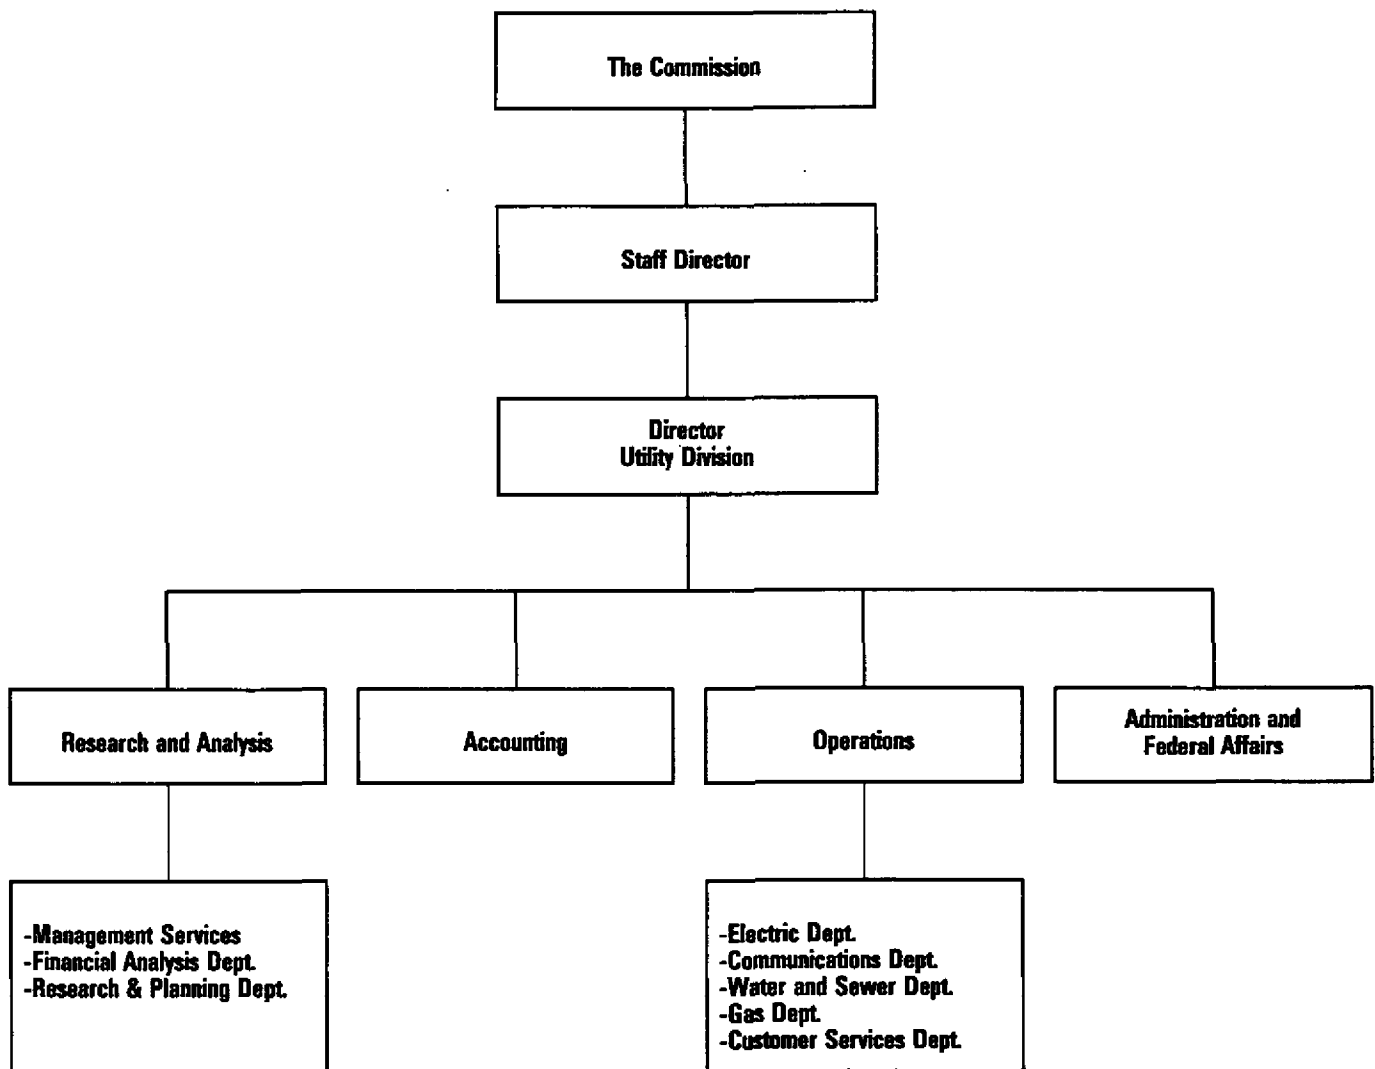 The Commission
Staff Director
Director
Utility Division
Research and Analysis
Accounting
Operations
Administration and
Federal Affairs
-Management Services
-Financial Analysis Dept.
-Research & Planning Dept.
-Electric Dept.
-Communications Dept.
-Water and Sewer Dept.
-Gas Dept.
-Customer Services Dept.